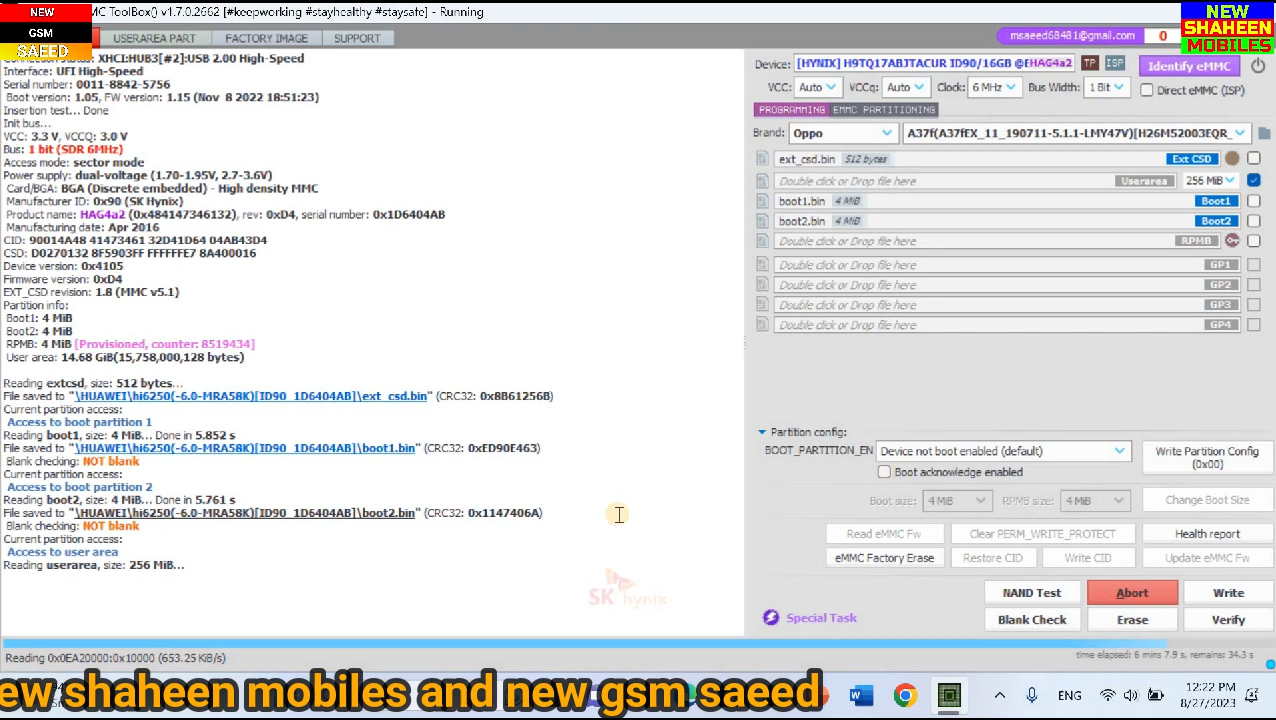 NEW
GSM
SAEED
MC ToolBox() v1.7.0.2662 [#keepworking #stayhealthy #staysafe] - Running
NEW
SHAHEEN
MOBILES
USERAREA PART
FACTORY IMAGE
SUPPORT
msaeed68481@gmail.com
0
Connection status: XHCI:HUB3[#2]:USB 2.00 High-Speed
Interface: UFI High-Speed
Serial number: 0011-8842-5756
Boot version: 1.05, FW version: 1.15 (Nov 8 2022 18:51:23)
Insertion test... Done
Init bus...
VCC: 3.3 V, VCCQ: 3.0 V
Bus: 1 bit (SDR 6MHz)
Access mode: sector mode
Power supply: dual-voltage (1.70-1.95V, 2.7-3.6V)
Card/BGA: BGA (Discrete embedded) - High density MMC
Manufacturer ID: 0x90 (SK Hynix)
Product name: HAG4a2 (0x484147346132), rev: 0xD4, serial number: 0x1D6404AB
Manufacturing date: Apr 2016
CID: 90014A48 41473461 32D41D64 04AB43D4
CSD: D0270132 8F5903FF FFFFFFE7 8A400016
Device version: 0x4105
Firmware version: 0xD4
EXT_CSD revision: 1.8 (MMC v5.1)
Partition info:
Boot1: 4 MiB
Boot2: 4 MiB
RPMB: 4 MiB [Provisioned, counter: 8519434]
User area: 14.68 GiB(15,758,000,128 bytes)
Reading extcsd, size: 512 bytes...
File saved to "\HUAWEI\hi6250(-6.0-MRA58K)[ID90_1D6404AB]\ext_csd.bin" (CRC32: 0x8B61256B)
Current partition access:
Access to boot partition 1
Reading boot1, size: 4 MiB... Done in 5.852 s
File saved to "\HUAWEI\hi6250(-6.0-MRA58K)[ID90_1D6404AB]\boot1.bin" (CRC32: 0xED90E463)
Blank checking: NOT blank
Current partition access:
Access to boot partition 2
Reading boot2, size: 4 MiB... Done in 5.761 s
File saved to "\HUAWEI\hi6250(-6.0-MRA58K)[ID90_1D6404AB]\boot2.bin" (CRC32: 0x1147406A)
Blank checking: NOT blank
Current partition access:
Access to user area
Reading userarea, size: 256 MiB...
SK hynix
Device: [HYNIX] H9TQ17ABJTACUR ID90/16GB @[HAG4a2] TP ISP Identify eMMC
VCC: Auto VCCq: Auto Clock: 6 MHz Bus Width: 1 Bit Direct eMMC (ISP)
PROGRAMMING EMMC PARTITIONING
Brand: Oppo A37f(A37fEX_11_190711-5.1.1-LMY47V)[H26M52003EQR_
ext_csd.bin 512 bytes Ext CSD
Double click or Drop file here Userarea 256 MiB
boot1.bin 4 MiB Boot1
boot2.bin 4 MiB Boot2
Double click or Drop file here RPMB
Double click or Drop file here GP1
Double click or Drop file here GP2
Double click or Drop file here GP3
Double click or Drop file here GP4
Partition config:
BOOT_PARTITION_EN Device not boot enabled (default) Write Partition Config (0x00)
Boot acknowledge enabled
Boot size: 4 MiB RPMB size: 4 MiB Change Boot Size
Read eMMC Fw Clear PERM_WRITE_PROTECT Health report
eMMC Factory Erase Restore CID Write CID Update eMMC Fw
NAND Test Abort Write
Special Task Blank Check Erase Verify
Reading 0x0EA20000:0x10000 (653.25 KiB/s)
time elapsed: 6 mins 7.9 s, remains: 34.3 s
ew shaheen mobiles and new gsm saeed
ENG
12:22 PM
8/27/2023